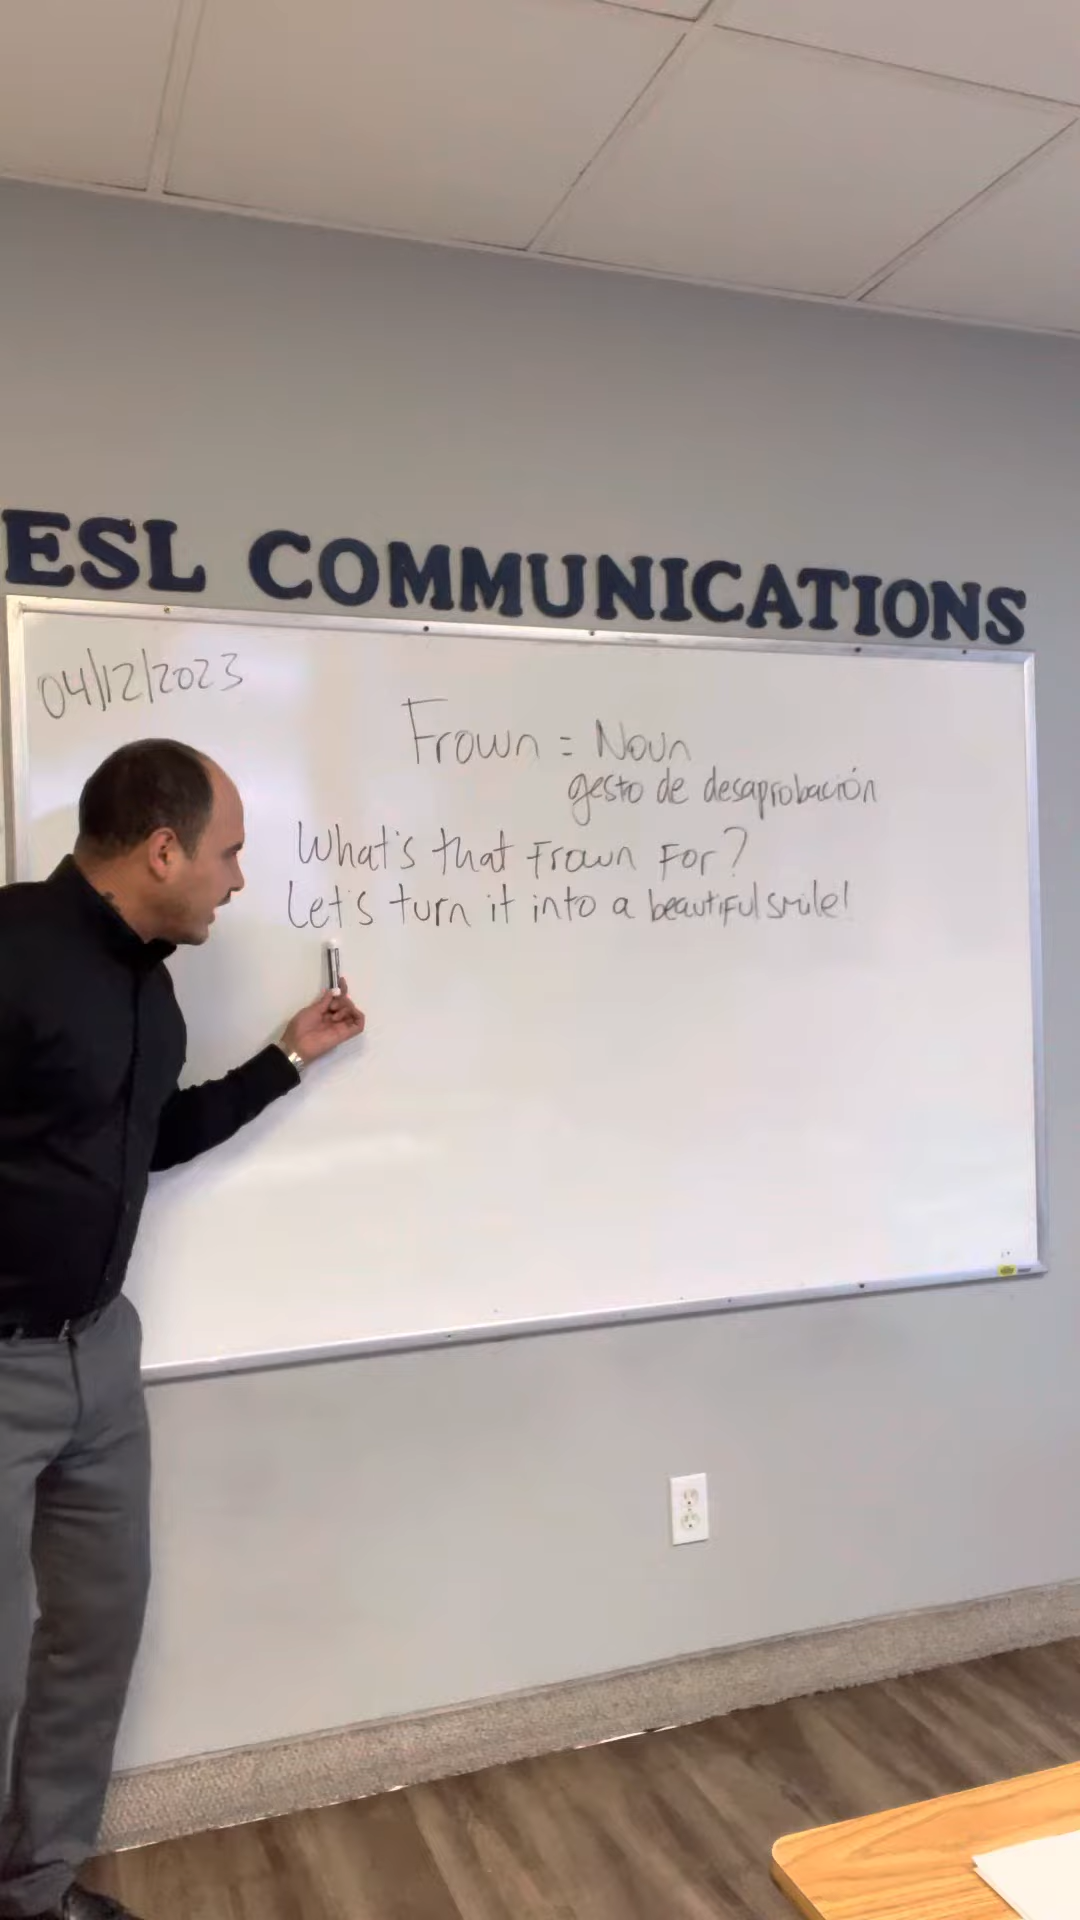 ESL COMMUNICATIONS
04/12/2023
Frown = Noun
gesto de desaprobación
What's that Frown For?
Let's turn it into a beautiful smile!